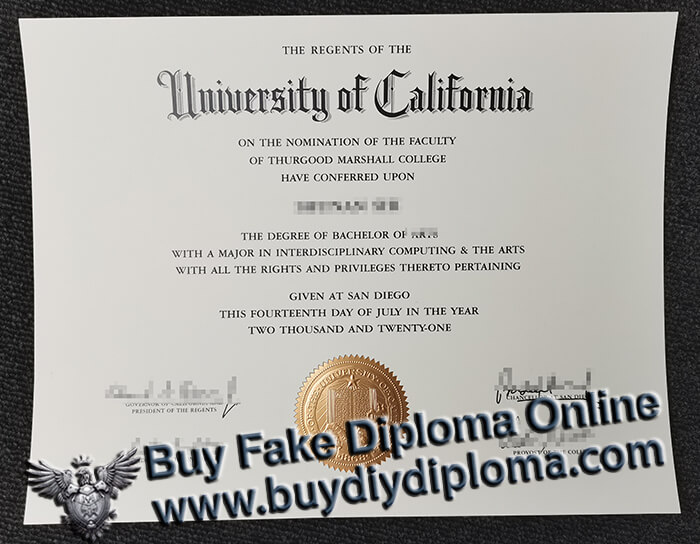 THE REGENTS OF THE
University of California
ON THE NOMINATION OF THE FACULTY
OF THURGOOD MARSHALL COLLEGE
HAVE CONFERRED UPON
THE DEGREE OF BACHELOR OF
WITH A MAJOR IN INTERDISCIPLINARY COMPUTING & THE ARTS
WITH ALL THE RIGHTS AND PRIVILEGES THERETO PERTAINING
GIVEN AT SAN DIEGO
THIS FOURTEENTH DAY OF JULY IN THE YEAR
TWO THOUSAND AND TWENTY-ONE
PRESIDENT OF THE REGENTS
Buy Fake Diploma Online
www.buydiydiploma.com